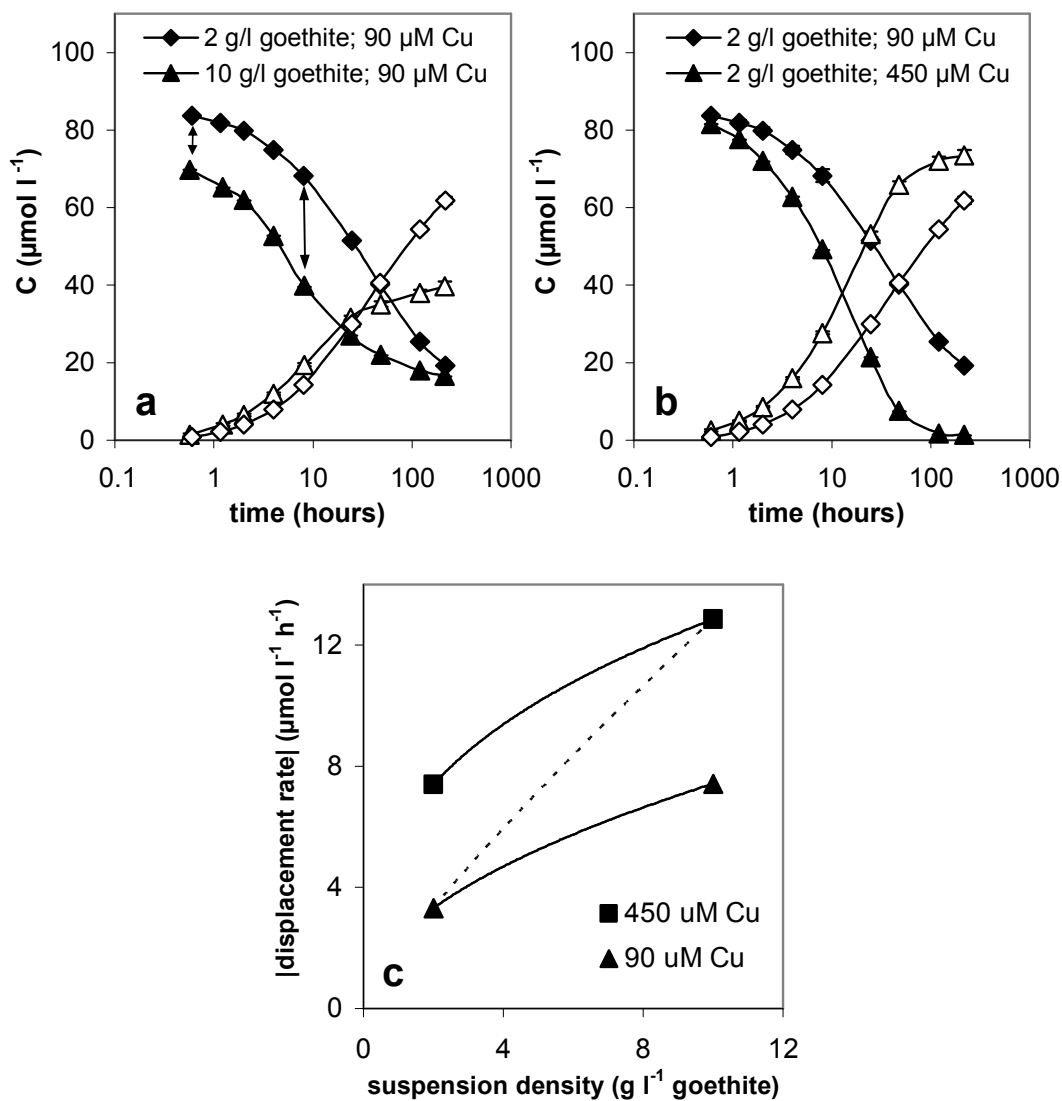 2 g/l goethite; 90 µM Cu
10 g/l goethite; 90 µM Cu
C (µmol l⁻¹)
100
80
60
40
20
0
a
0.1 1 10 100 1000
time (hours)
2 g/l goethite; 90 µM Cu
2 g/l goethite; 450 µM Cu
C (µmol l⁻¹)
100
80
60
40
20
0
b
0.1 1 10 100 1000
time (hours)
|displacement rate| (µmol l⁻¹ h⁻¹)
12
8
4
0
450 uM Cu
90 uM Cu
c
0 4 8 12
suspension density (g l⁻¹ goethite)